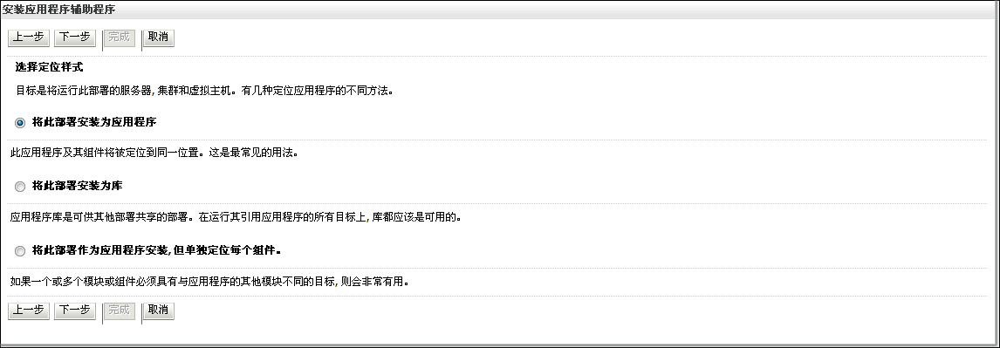 安装应用程序辅助程序
上一步 下一步 完成 取消
选择定位样式
目标是将运行此部署的服务器,集群和虚拟主机。有几种定位应用程序的不同方法。
将此部署安装为应用程序
此应用程序及其组件将被定位到同一位置。这是最常见的用法。
将此部署安装为库
应用程序库是可供其他部署共享的部署。在运行其引用应用程序的所有目标上,库都应该是可用的。
将此部署作为应用程序安装,但单独定位每个组件。
如果一个或多个模块或组件必须具有与应用程序的其他模块不同的目标,则会非常有用。
上一步 下一步 完成 取消